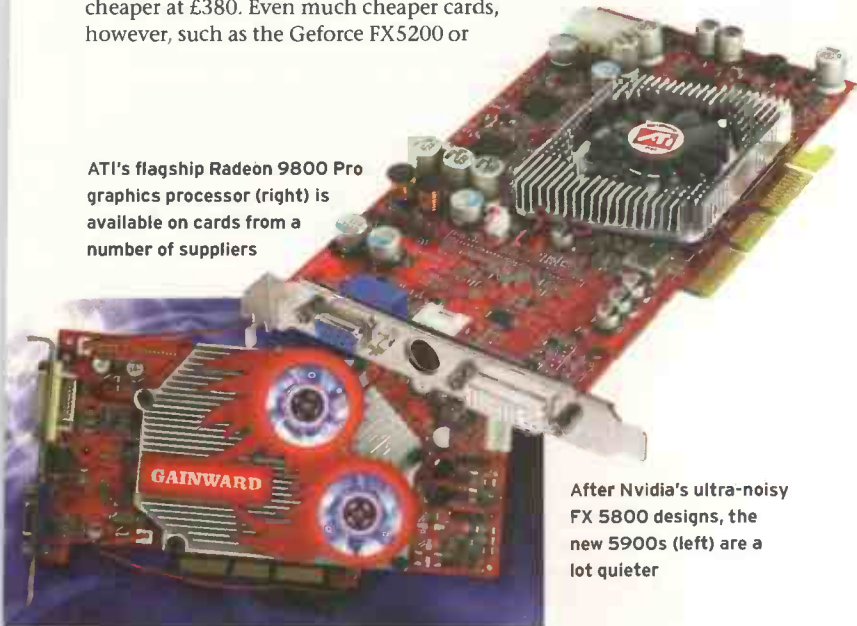 cheaper at £380. Even much cheaper cards,
however, such as the Geforce FX5200 or
ATI's flagship Radeon 9800 Pro
graphics processor (right) is
available on cards from a
number of suppliers
ATI
GAINWARD
After Nvidia's ultra-noisy
FX 5800 designs, the
new 5900s (left) are a
lot quieter